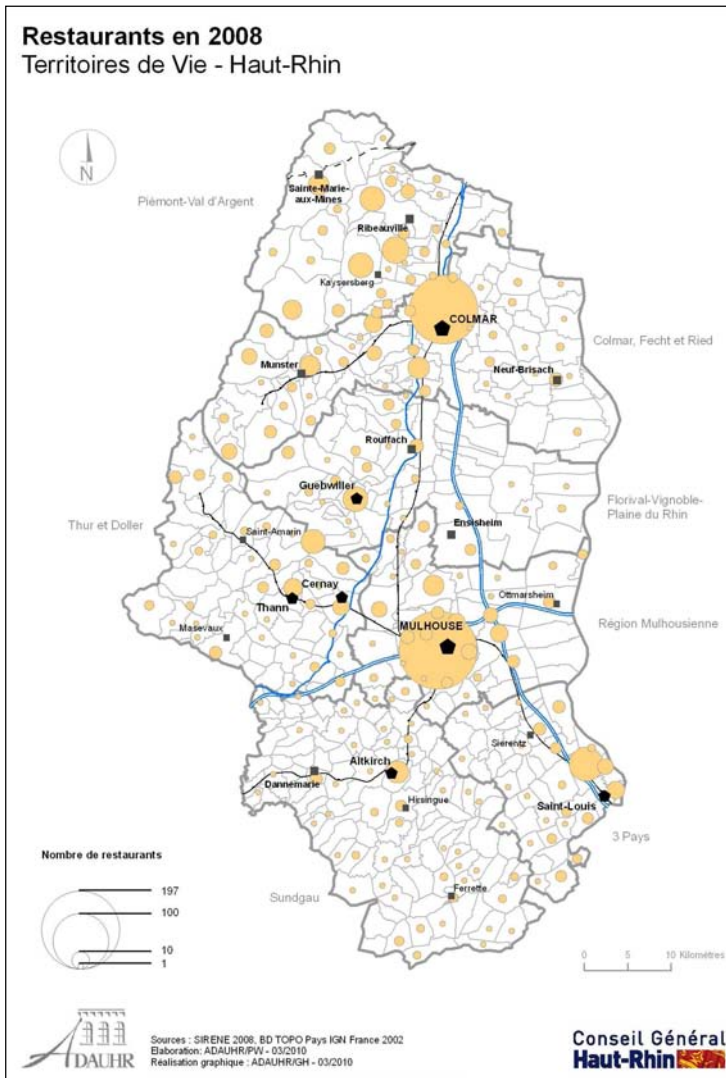 Restaurants en 2008
Territoires de Vie - Haut-Rhin
N
Piémont-Val d'Argent
Sainte-Marie-
aux-Mines
Ribeauvillé
Kaysersberg
COLMAR
Colmar, Fecht et Ried
Munster
Neuf-Brisach
Rouffach
Guebwiller
Florival-Vignoble-
Plaine du Rhin
Thur et Doller
Saint-Amarin
Ensisheim
Cernay
Thann
Ottmarsheim
Masevaux
MULHOUSE
Région Mulhousienne
Sierentz
Altkirch
Dannemarie
Hirsingue
Saint-Louis
3 Pays
Sundgau
Ferrette
Nombre de restaurants
197
100
10
1
0 5 10 Kilomètres
ADAUHR
Sources : SIRENE 2008, BD TOPO Pays IGN France 2002
Elaboration: ADAUHR/PW - 03/2010
Réalisation graphique : ADAUHR/GH - 03/2010
Conseil Général
Haut-Rhin